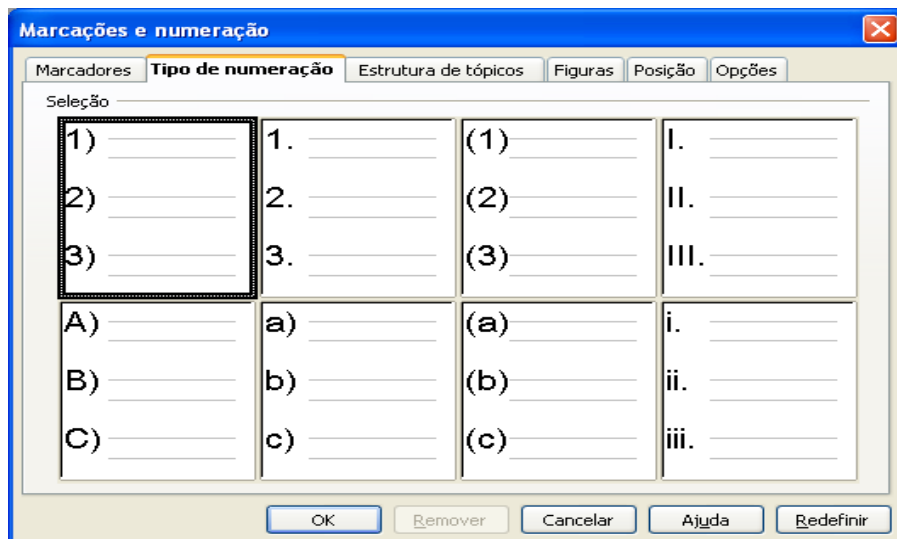 Marcações e numeração
Marcadores Tipo de numeração Estrutura de tópicos Figuras Posição Opções
Seleção
1) 1. (1) I.
2) 2. (2) II.
3) 3. (3) III.
A) a) (a) i.
B) b) (b) ii.
C) c) (c) iii.
OK Remover Cancelar Ajuda Redefinir